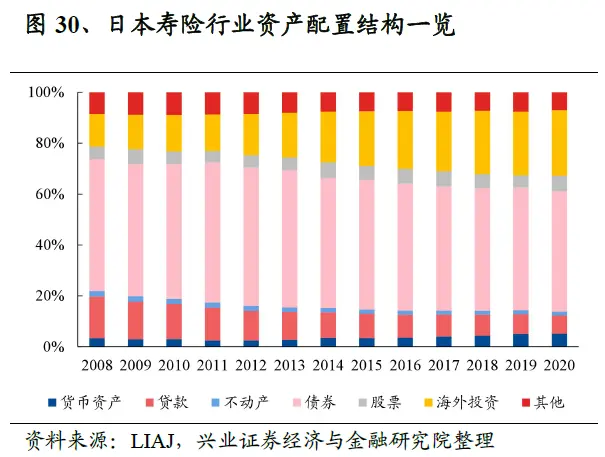 图 30、日本寿险行业资产配置结构一览
100%
80%
60%
40%
20%
0%
2008 2009 2010 2011 2012 2013 2014 2015 2016 2017 2018 2019 2020
货币资产 贷款 不动产 债券 股票 海外投资 其他
资料来源：LIAJ，兴业证券经济与金融研究院整理